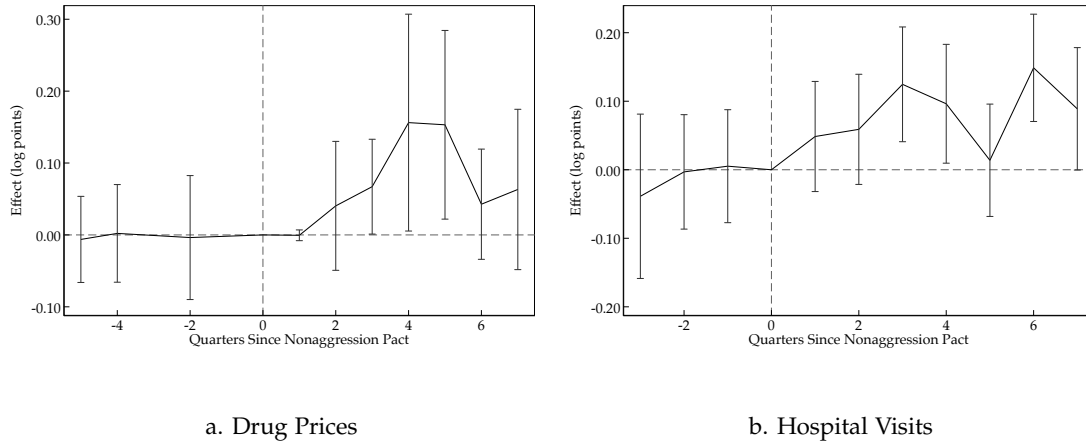 0.30
0.20
0.10
0.00
-0.10
Effect (log points)
-4 -2 0 2 4 6
Quarters Since Nonaggression Pact
a. Drug Prices
0.20
0.10
0.00
-0.10
-0.20
Effect (log points)
-2 0 2 4 6
Quarters Since Nonaggression Pact
b. Hospital Visits